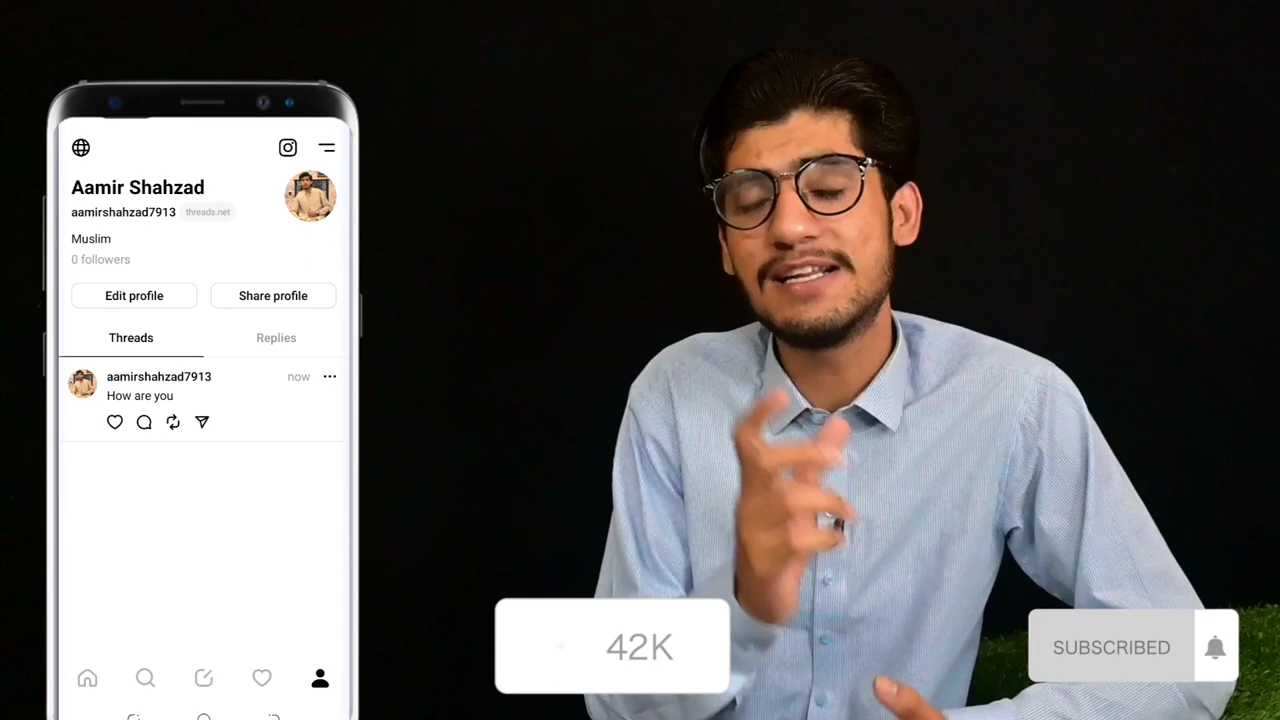 Aamir Shahzad
aamirshahzad7913 threads.net
Muslim
0 followers
Edit profile Share profile
Threads Replies
aamirshahzad7913 now
How are you
42K
SUBSCRIBED